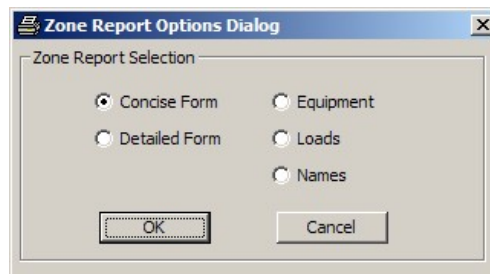 Zone Report Options Dialog
Zone Report Selection
Concise Form Equipment
Detailed Form Loads
Names
OK Cancel